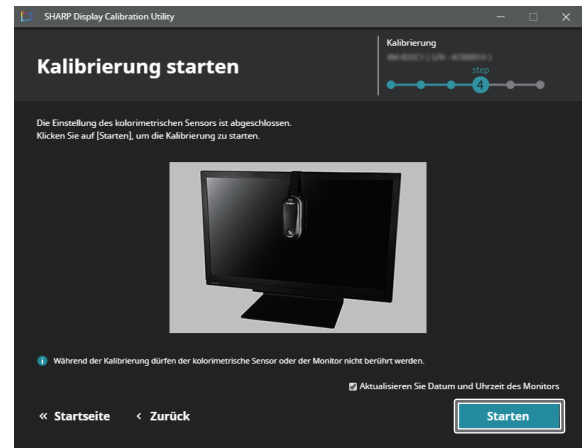 SHARP Display Calibration Utility
Kalibrierung starten
Kalibrierung
step
4
Die Einstellung des kolorimetrischen Sensors ist abgeschlossen.
Klicken Sie auf [Starten], um die Kalibrierung zu starten.
Während der Kalibrierung dürfen der kolorimetrische Sensor oder der Monitor nicht berührt werden.
Aktualisieren Sie Datum und Uhrzeit des Monitors
« Startseite ‹ Zurück Starten